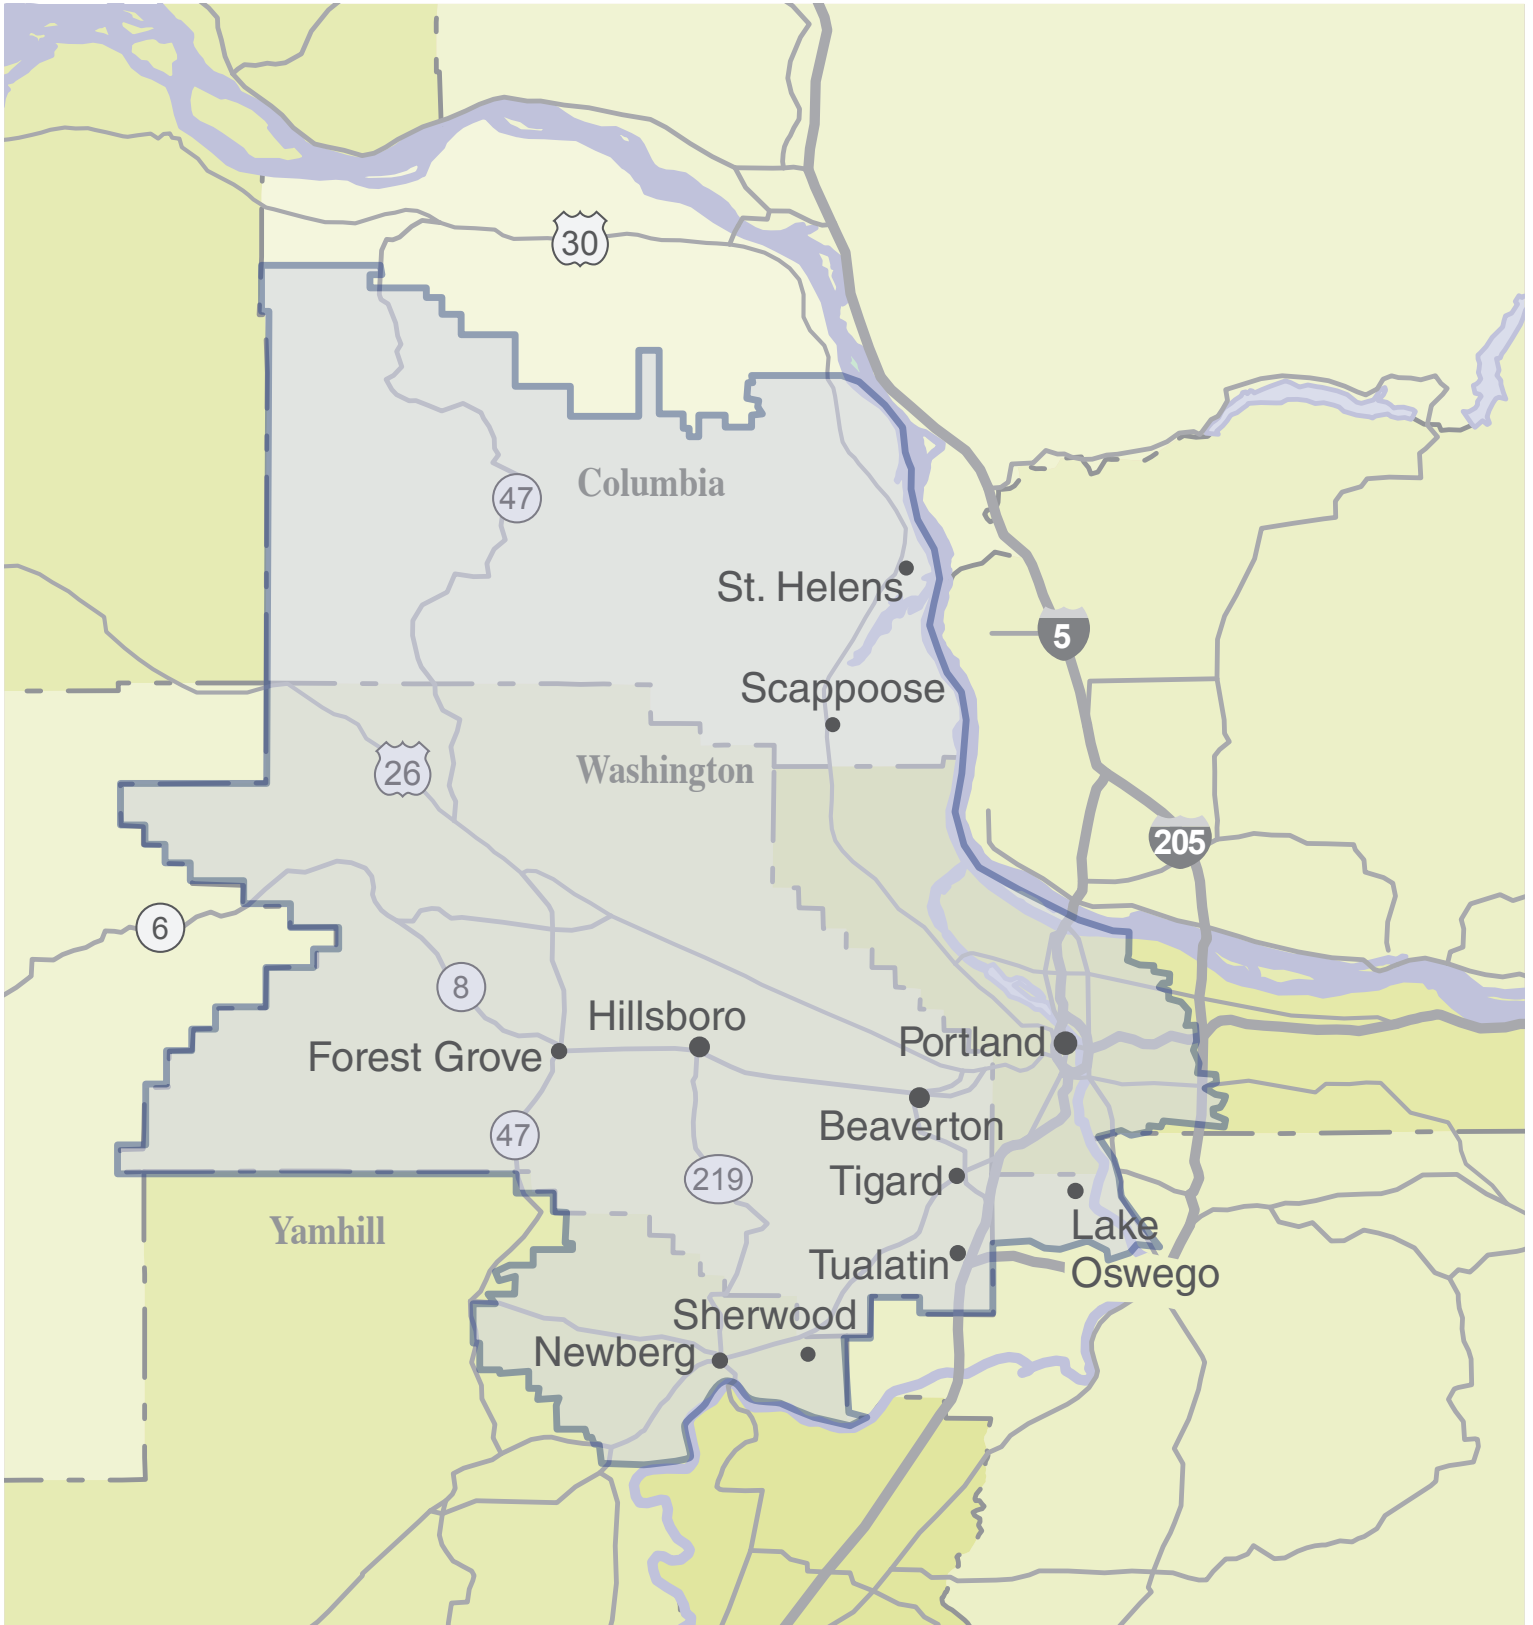 30
Columbia
47
St. Helens
5
Scappoose
Washington
26
205
6
8
Hillsboro
Portland
Forest Grove
Beaverton
47
Tigard
219
Lake
Oswego
Yamhill
Tualatin
Sherwood
Newberg